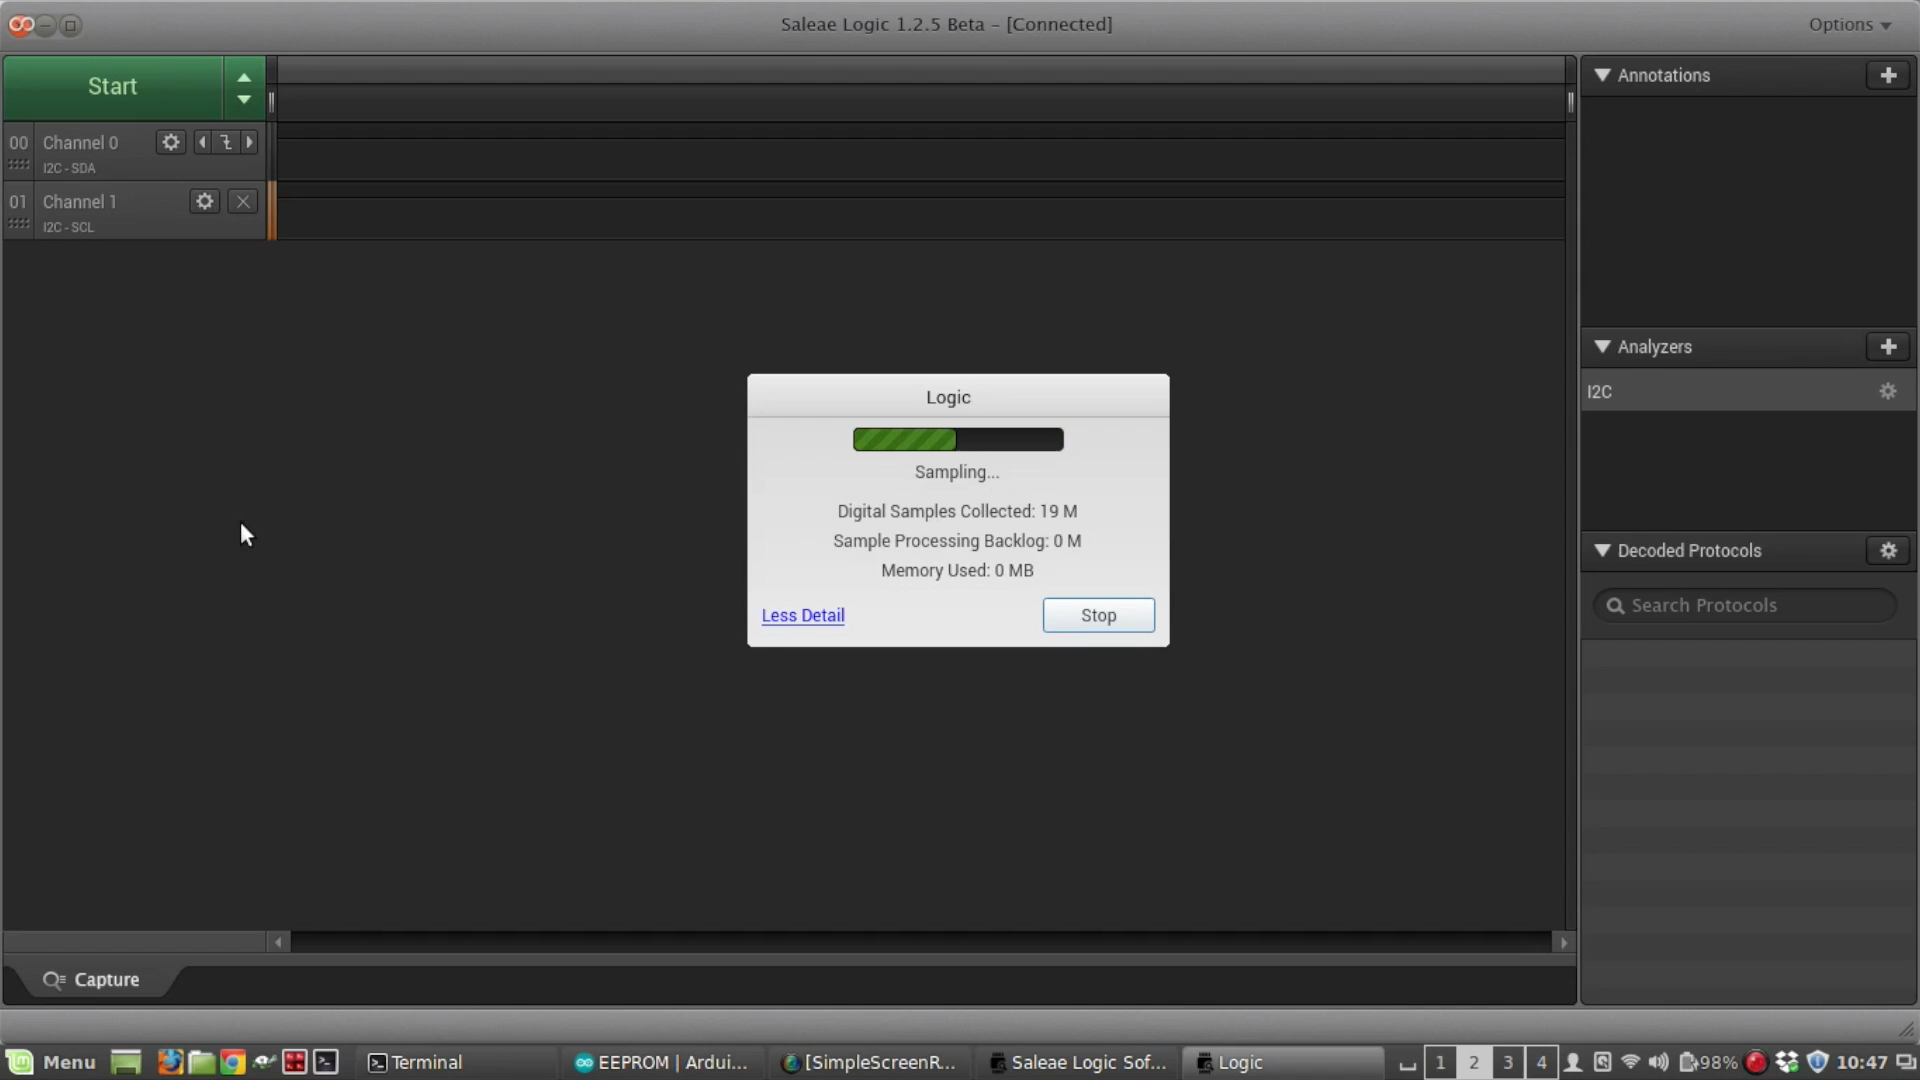 Saleae Logic 1.2.5 Beta - [Connected]
Options
Start
Annotations
00
Channel 0
I2C - SDA
01
Channel 1
I2C - SCL
Analyzers
I2C
Logic
Sampling...
Digital Samples Collected: 19 M
Sample Processing Backlog: 0 M
Memory Used: 0 MB
Less Detail
Stop
Decoded Protocols
Search Protocols
Capture
Menu
Terminal
EEPROM | Ardui...
[SimpleScreenR...
Saleae Logic Sof...
Logic
1
2
3
4
98%
10:47